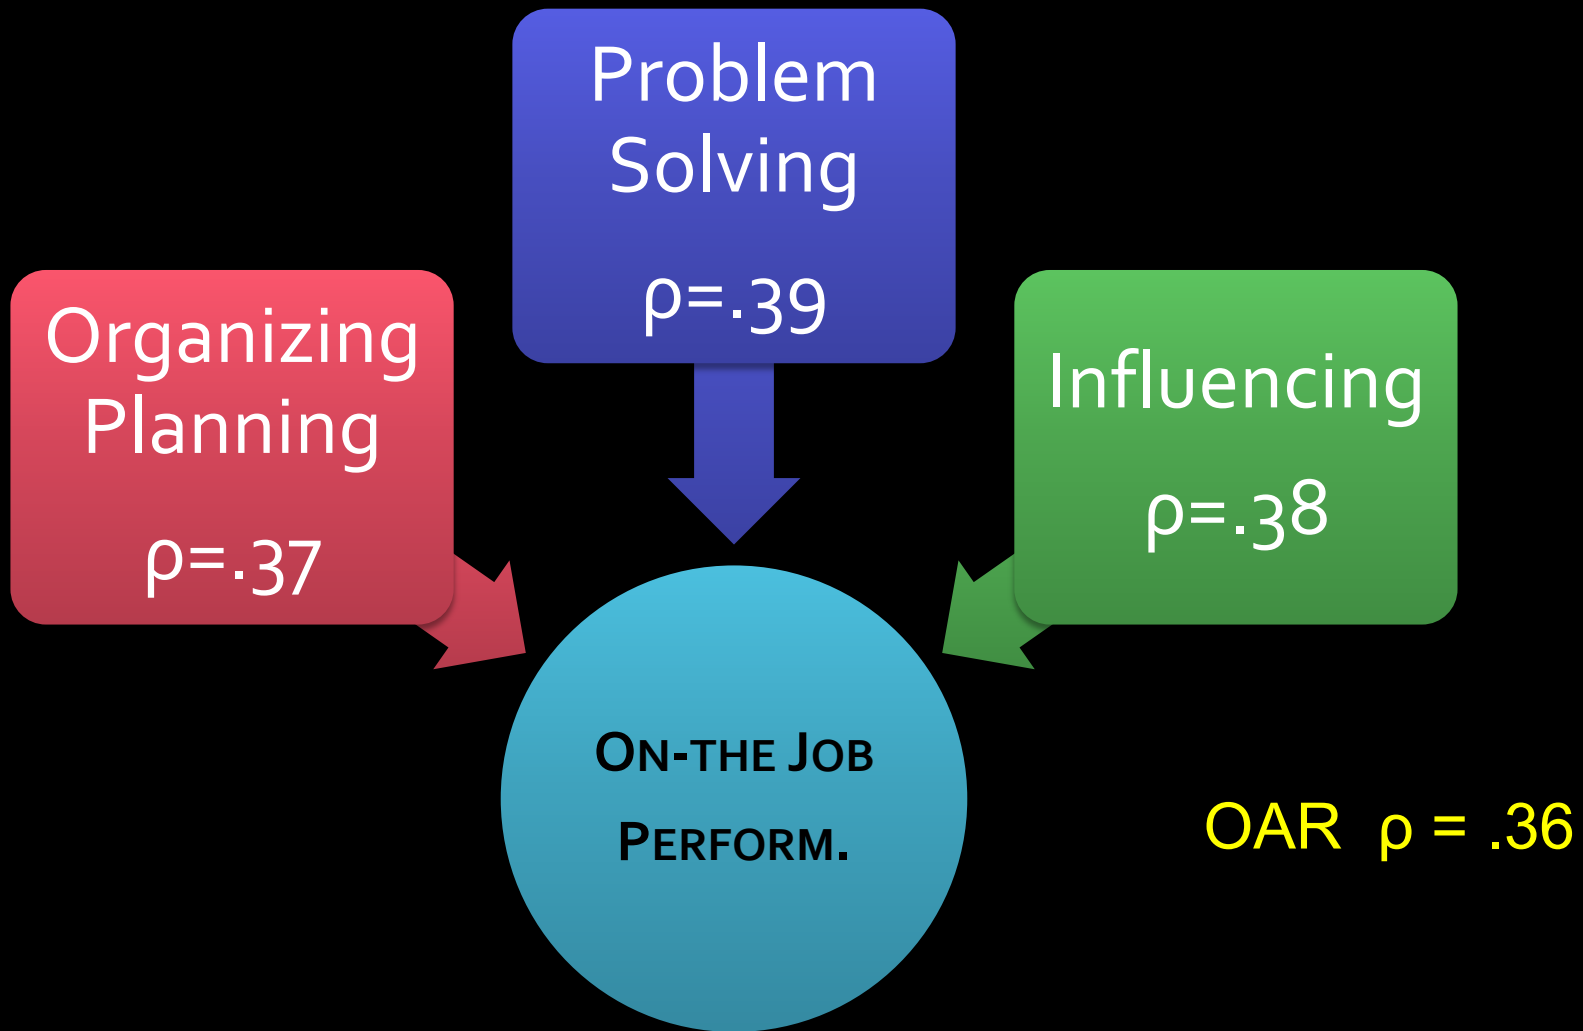 Problem
Solving
ρ=.39
Organizing
Planning
ρ=.37
Influencing
ρ=.38
ON-THE JOB
PERFORM.
OAR ρ = .36